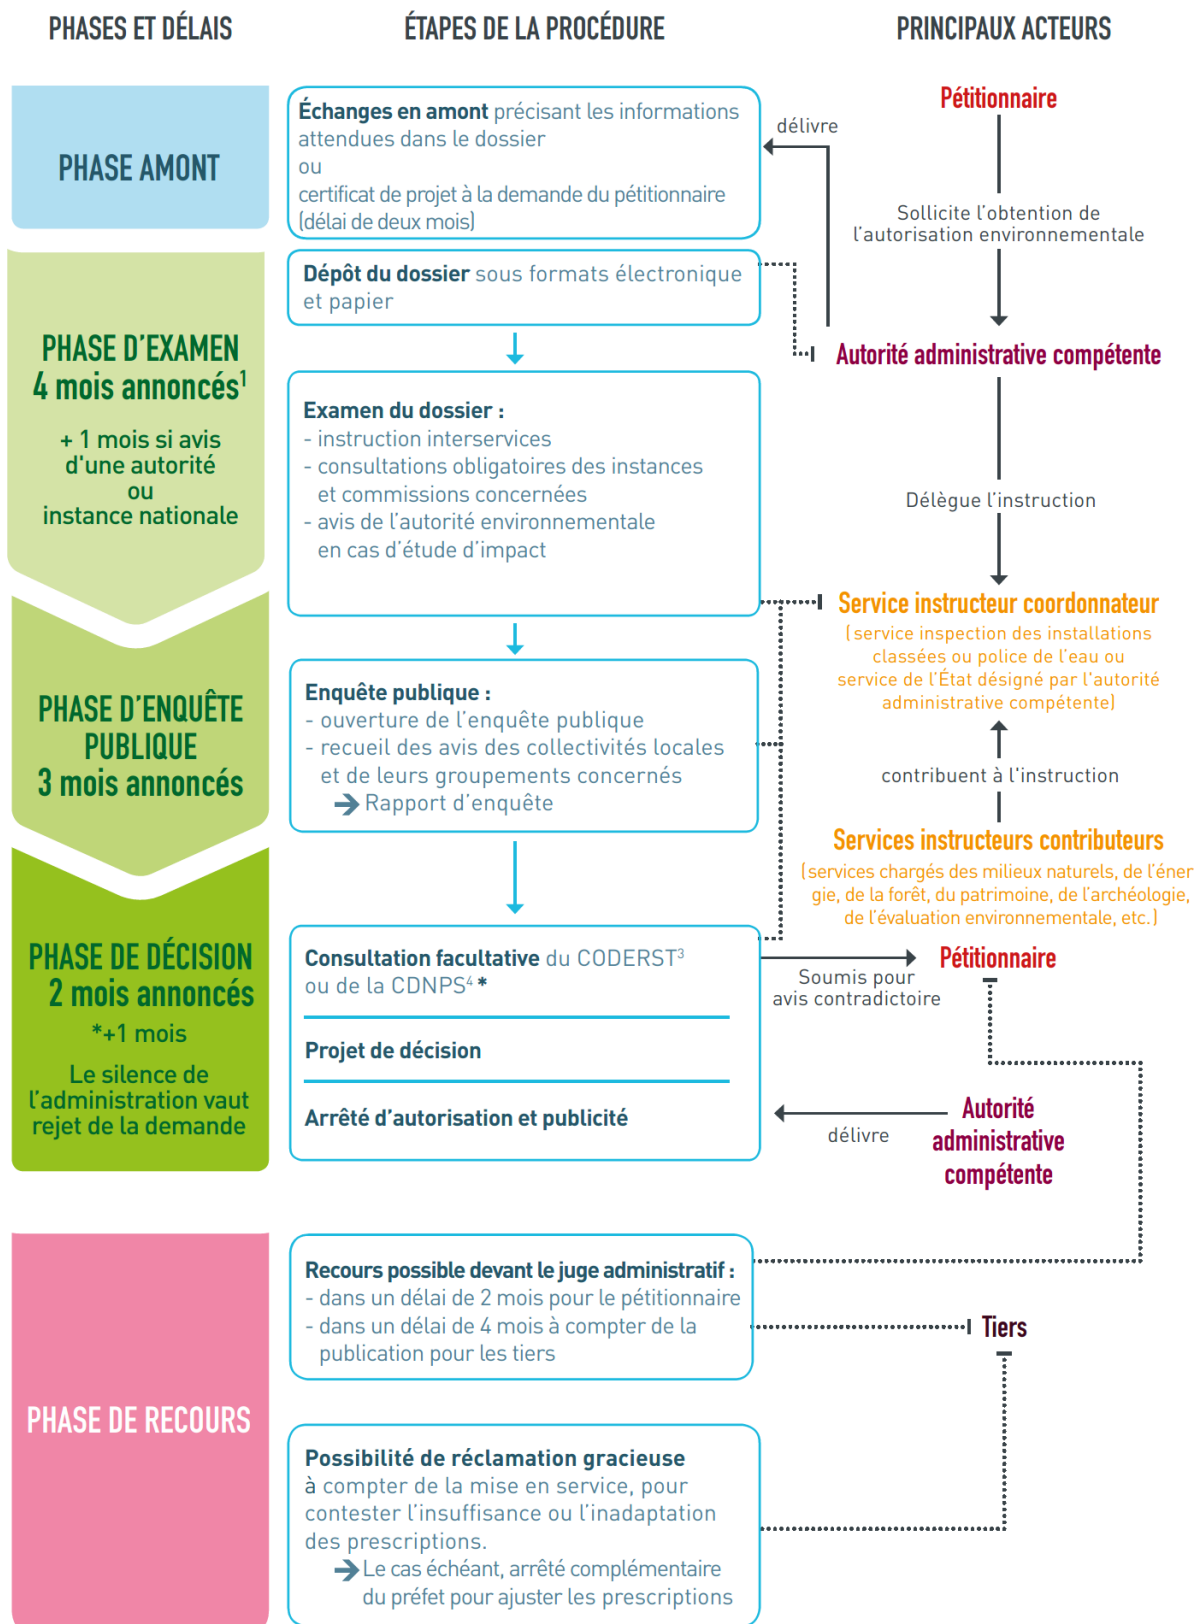 PHASES ET DÉLAIS
ÉTAPES DE LA PROCÉDURE
PRINCIPAUX ACTEURS
PHASE AMONT
Échanges en amont précisant les informations
attendues dans le dossier
ou
certificat de projet à la demande du pétitionnaire
(délai de deux mois)
délivre
Pétitionnaire
Sollicite l'obtention de
l'autorisation environnementale
PHASE D'EXAMEN
4 mois annoncés1
+ 1 mois si avis
d'une autorité
ou
instance nationale
Dépôt du dossier sous formats électronique
et papier
Autorité administrative compétente
Examen du dossier :
- instruction interservices
- consultations obligatoires des instances
et commissions concernées
- avis de l'autorité environnementale
en cas d'étude d'impact
Délègue l'instruction
Service instructeur coordonnateur
(service inspection des installations
classées ou police de l'eau ou
service de l'État désigné par l'autorité
administrative compétente)
PHASE D'ENQUÊTE
PUBLIQUE
3 mois annoncés
Enquête publique :
- ouverture de l'enquête publique
- recueil des avis des collectivités locales
et de leurs groupements concernés
➔ Rapport d'enquête
contribuent à l'instruction
Services instructeurs contributeurs
(services chargés des milieux naturels, de l'éner
gie, de la forêt, du patrimoine, de l'archéologie,
de l'évaluation environnementale, etc.)
PHASE DE DÉCISION
2 mois annoncés
*+1 mois
Le silence de
l'administration vaut
rejet de la demande
Consultation facultative du CODERST3
ou de la CDNPS4 *
Projet de décision
Arrêté d'autorisation et publicité
Soumis pour
avis contradictoire
Pétitionnaire
délivre
Autorité
administrative
compétente
PHASE DE RECOURS
Recours possible devant le juge administratif :
- dans un délai de 2 mois pour le pétitionnaire
- dans un délai de 4 mois à compter de la
publication pour les tiers
Tiers
Possibilité de réclamation gracieuse
à compter de la mise en service, pour
contester l'insuffisance ou l'inadaptation
des prescriptions.
➔ Le cas échéant, arrêté complémentaire
du préfet pour ajuster les prescriptions